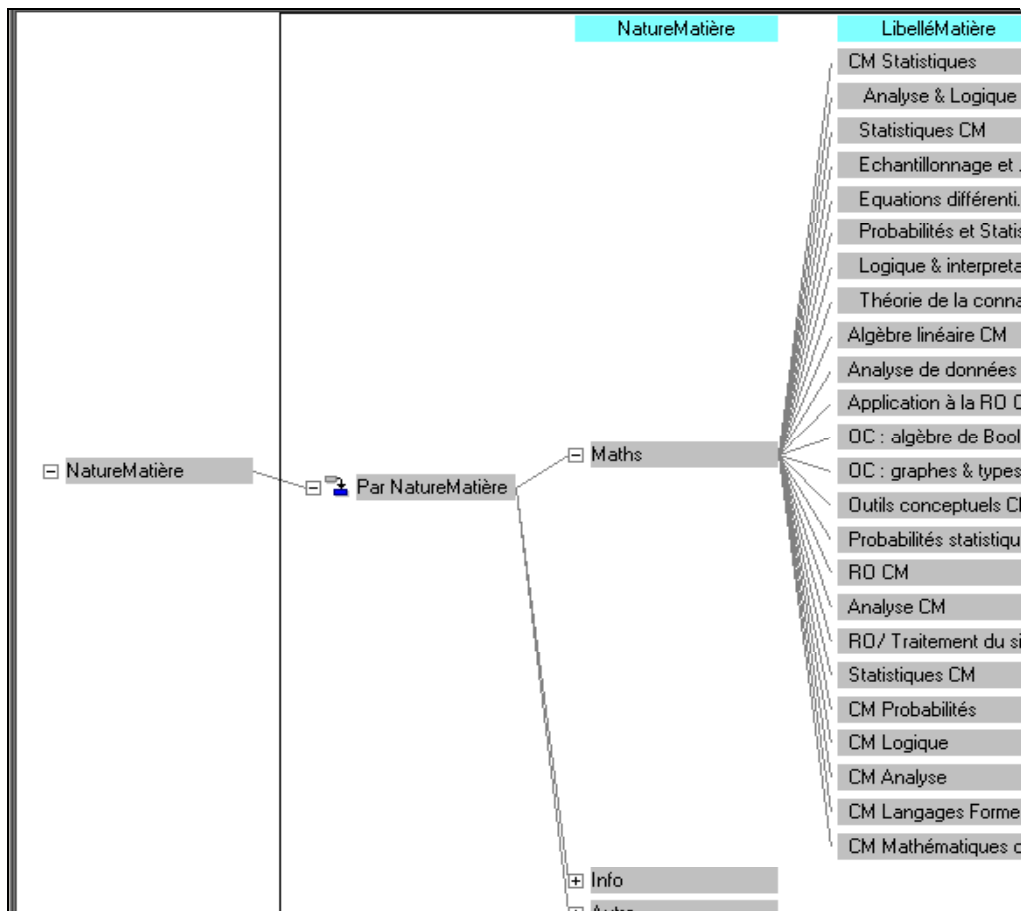 NatureMatière LibelléMatière
CM Statistiques
Analyse & Logique
Statistiques CM
Echantillonnage et
Equations différenti.
Probabilités et Statis
Logique & interpreta
Théorie de la conna
Algèbre linéaire CM
Analyse de données
Application à la RO
OC : algèbre de Bool
Maths
NatureMatière
OC : graphes & types
Par NatureMatière
Outils conceptuels
Probabilités statistiqu
RO CM
Analyse CM
RO/ Traitement du si
Statistiques CM
CM Probabilités
CM Logique
CM Analyse
CM Langages Forme
CM Mathématiques
Info